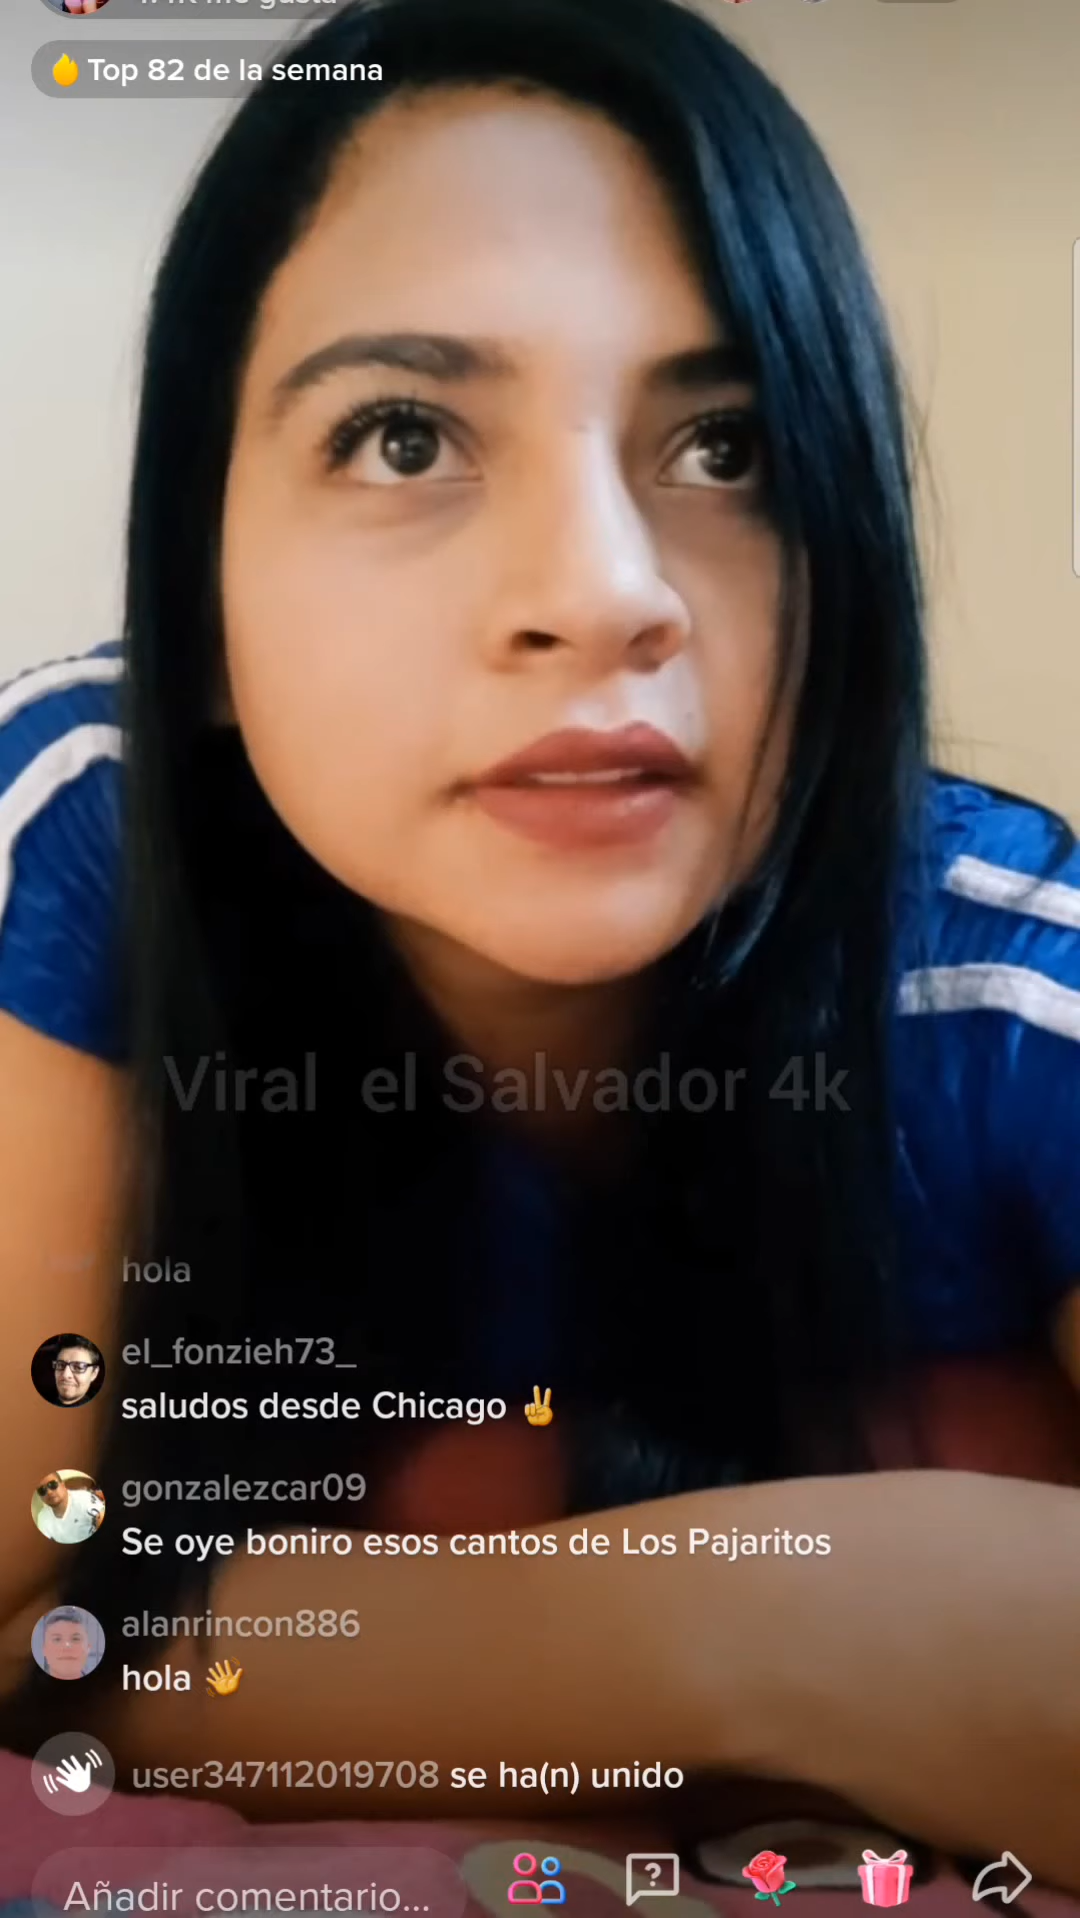 Top 82 de la semana
Viral el Salvador 4k
hola
el_fonzieh73_
saludos desde Chicago ✌️
gonzalezcar09
Se oye boniro esos cantos de Los Pajaritos
alanrincon886
hola 👋
user347112019708 se ha(n) unido
Añadir comentario...